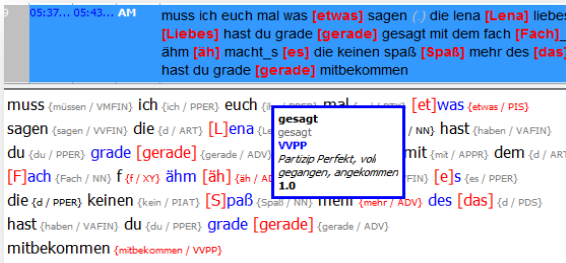 9 05:37... 05:43... AM muss ich euch mal was [etwas] sagen ( ) die lena [Lena] liebes
[Liebes] hast du grade [gerade] gesagt mit dem fach [Fach]_
ähm [äh] macht_s [es] die keinen spaß [Spaß] mehr des [das]
hast du grade [gerade] mitbekommen
muss {müssen / VMFIN} ich {ich / PPER} euch mal [et]was {etwas / PIS}
sagen {sagen / VVFIN} die {d / ART} [L]ena / NN} hast {haben / VAFIN}
du {du / PPER} grade [gerade] {gerade / ADV} mit {mit / APPR} dem {d / ART
[F]ach {Fach / NN} f {f / XY} ähm [äh] {äh / FIN} [e]s {es / PPER}
die {d / PPER} keinen {kein / PIAT} [S]paß {Spaß / NN} mehr {mehr / ADV} des [das] {d / PDS}
hast {haben / VAFIN} du {du / PPER} grade [gerade] {gerade / ADV}
mitbekommen {mitbekommen / VVPP}
gesagt
gesagt
VVPP
Partizip Perfekt, voll
gegangen, angekommen
1.0